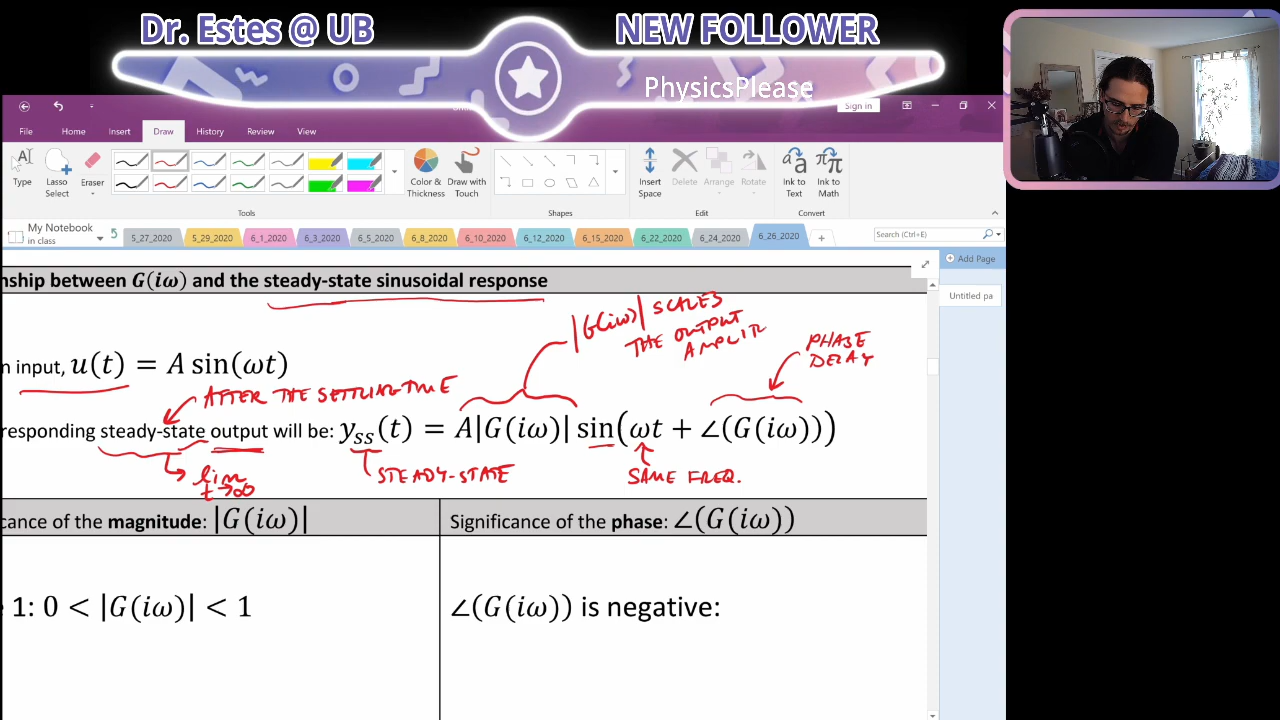 Dr. Estes @ UB
NEW FOLLOWER
PhysicsPlease
Sign in
File Home Insert Draw History Review View
Type Lasso Select Eraser Color & Thickness Draw with Touch Insert Space Delete Arrange Rotate Ink to Text Ink to Math
Tools Shapes Edit Convert
My Notebook
in class
5_27_2020 5_29_2020 6_1_2020 6_3_2020 6_5_2020 6_8_2020 6_10_2020 6_12_2020 6_15_2020 6_22_2020 6_24_2020 6_26_2020
Search (Ctrl+E)
Add Page
Untitled pa
nship between G(iω) and the steady-state sinusoidal response
|G(iω)| SCALES
THE OUTPUT
AMPLIT
PHASE
DELAY
n input, u(t) = A sin(ωt)
AFTER THE SETTLING-TIME
responding steady-state output will be: y_ss(t) = A|G(iω)| sin(ωt + ∠(G(iω)))
lim
t→∞
STEADY-STATE
SAME FREQ.
cance of the magnitude: |G(iω)|
Significance of the phase: ∠(G(iω))
1: 0 < |G(iω)| < 1
∠(G(iω)) is negative: